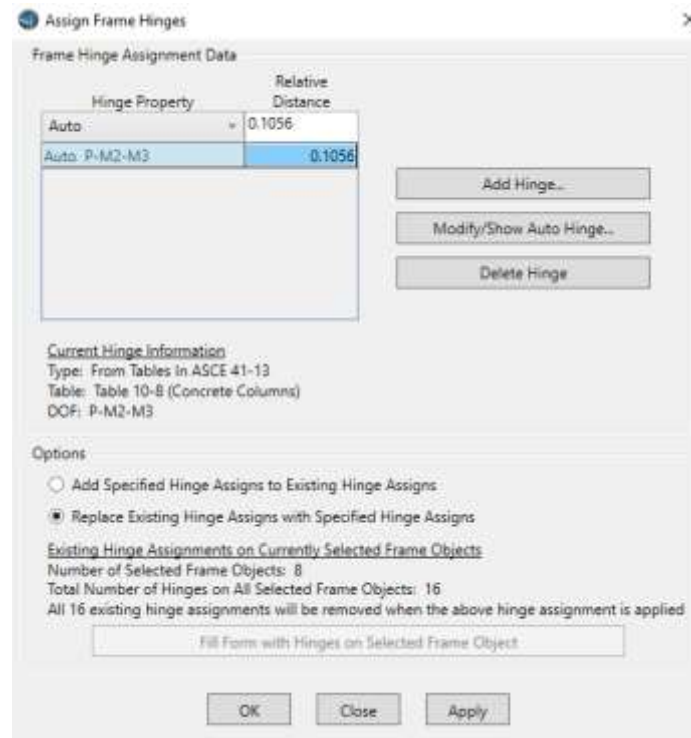 Assign Frame Hinges
Frame Hinge Assignment Data
Relative
Hinge Property Distance
Auto 0.1056
Auto P-M2-M3 0.1056
Add Hinge...
Modify/Show Auto Hinge...
Delete Hinge
Current Hinge Information
Type: From Tables In ASCE 41-13
Table: Table 10-8 (Concrete Columns)
DOF: P-M2-M3
Options
Add Specified Hinge Assigns to Existing Hinge Assigns
Replace Existing Hinge Assigns with Specified Hinge Assigns
Existing Hinge Assignments on Currently Selected Frame Objects
Number of Selected Frame Objects: 8
Total Number of Hinges on All Selected Frame Objects: 16
All 16 existing hinge assignments will be removed when the above hinge assignment is applied
Fill Form with Hinges on Selected Frame Object
OK Close Apply